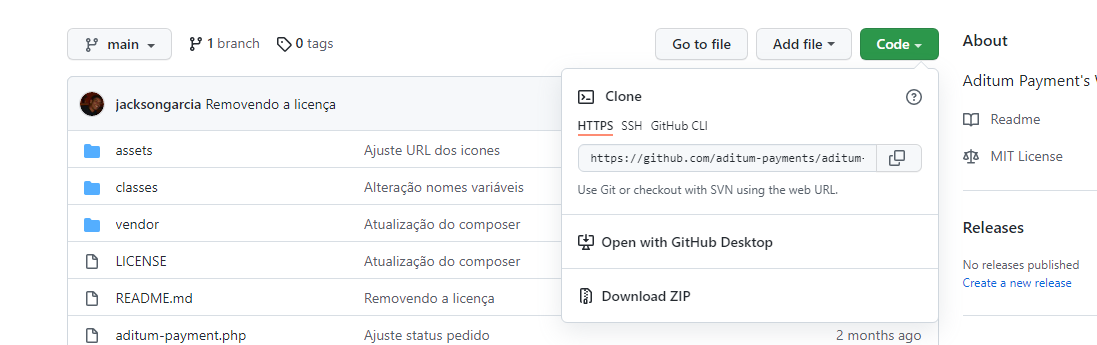 main
1 branch
0 tags
Go to file
Add file
Code
jacksongarcia Removendo a licença
assets Ajuste URL dos icones
classes Alteração nomes variáveis
vendor Atualização do composer
LICENSE Atualização do composer
README.md Removendo a licença
aditum-payment.php Ajuste status pedido 2 months ago
Clone
HTTPS SSH GitHub CLI
https://github.com/aditum-payments/aditum-
Use Git or checkout with SVN using the web URL.
Open with GitHub Desktop
Download ZIP
About
Aditum Payment's
Readme
MIT License
Releases
No releases published
Create a new release